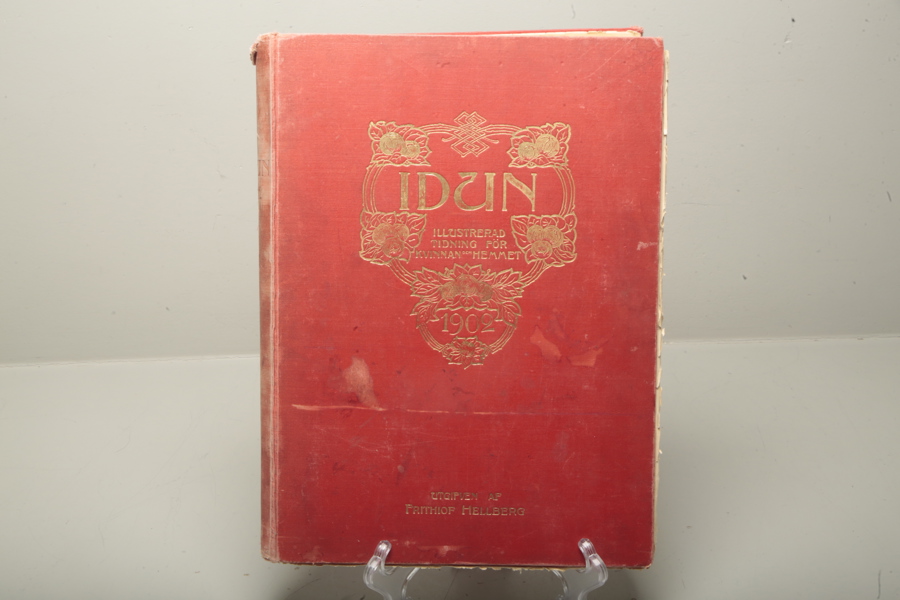 IDUN
ILLUSTRERAD
TIDNING FÖR
KVINNAN OCH HEMMET
1902
UTGIFVEN AF
FRITHIOF HELLBERG